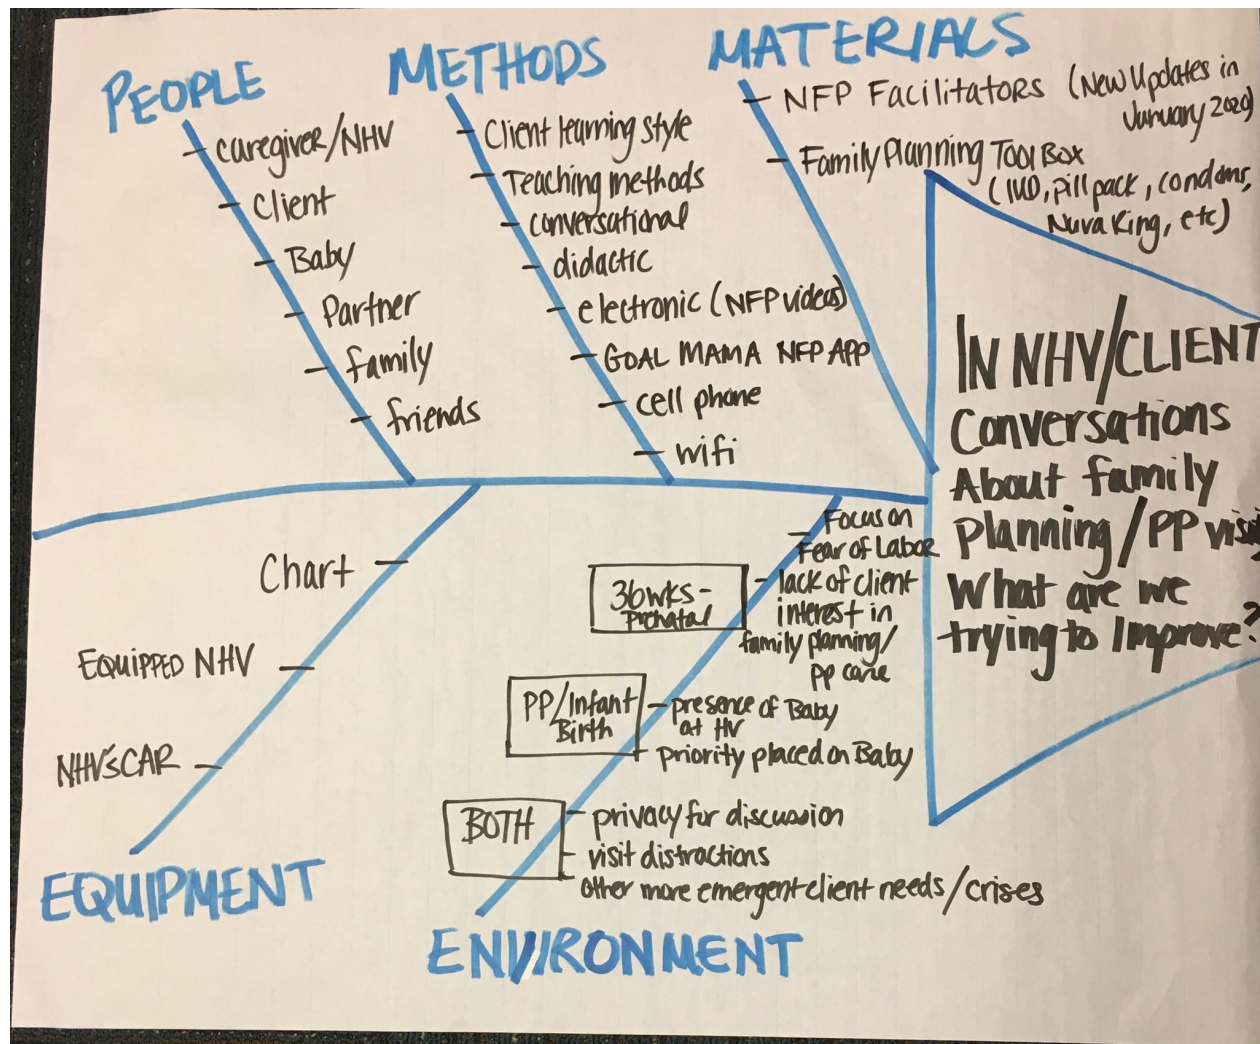 PEOPLE
caregiver/NHV
Client
Baby
Partner
family
friends
METHODS
Client learning style
Teaching methods
conversational
didactic
electronic (NFP videos)
GOAL MAMA NFP APP
cell phone
wifi
MATERIALS
NFP FACILITATORS (New Updates in
January 2020)
Family Planning TOOLBOX
(IUD, pill pack, condoms,
Nuva Ring, etc)
IN NHV/CLIENT
Conversations
About family
planning/PP visit
What are we
trying to Improve?
Chart
EQUIPPED NHV
NHV'S CAR
EQUIPMENT
Focus on
Fear of Labor
36wks-
Prenatal
lack of client
interest in
family planning/
pp care
PP/Infant
Birth
presence of Baby
at HV
priority placed on Baby
BOTH
privacy for discussion
visit distractions
other more emergent client needs/crises
ENVIRONMENT